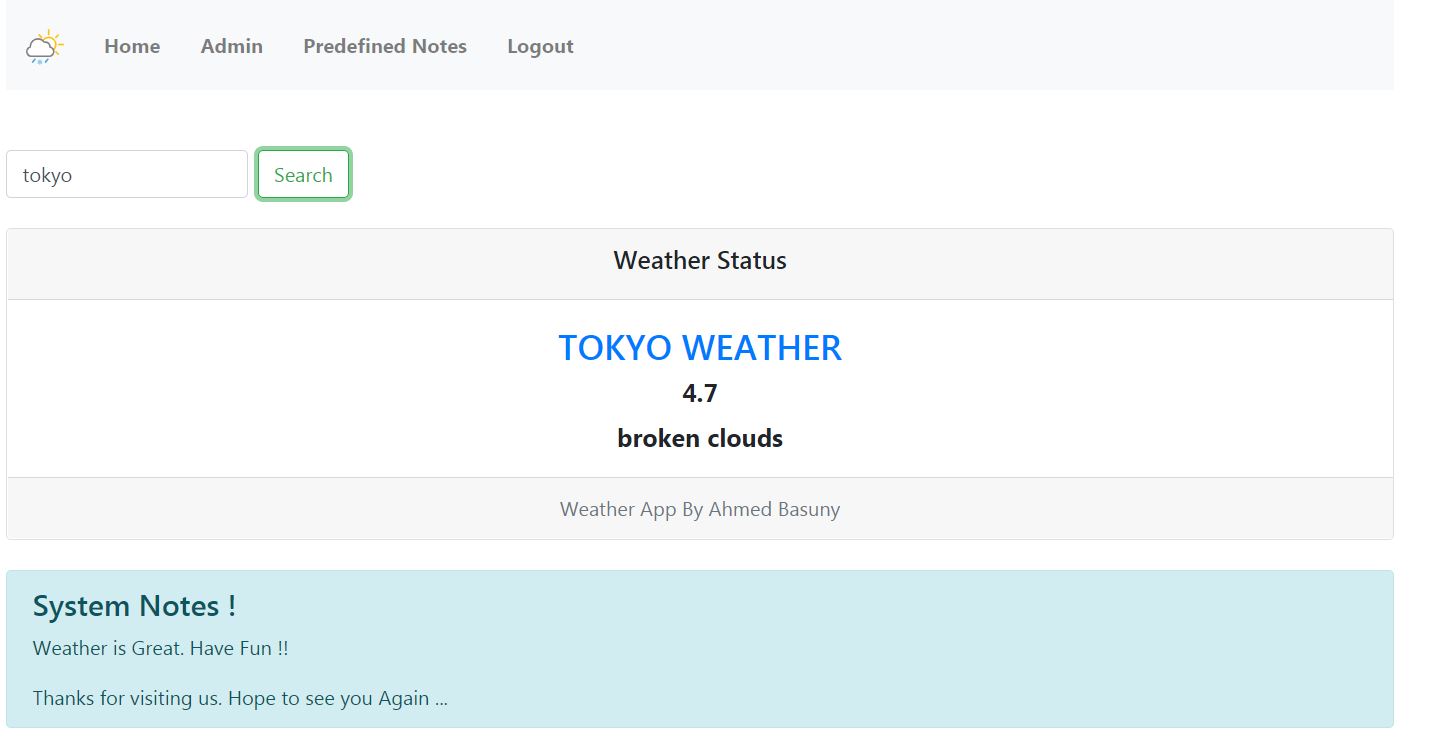 Home Admin Predefined Notes Logout
tokyo Search
Weather Status
TOKYO WEATHER
4.7
broken clouds
Weather App By Ahmed Basuny
System Notes !
Weather is Great. Have Fun !!
Thanks for visiting us. Hope to see you Again ...